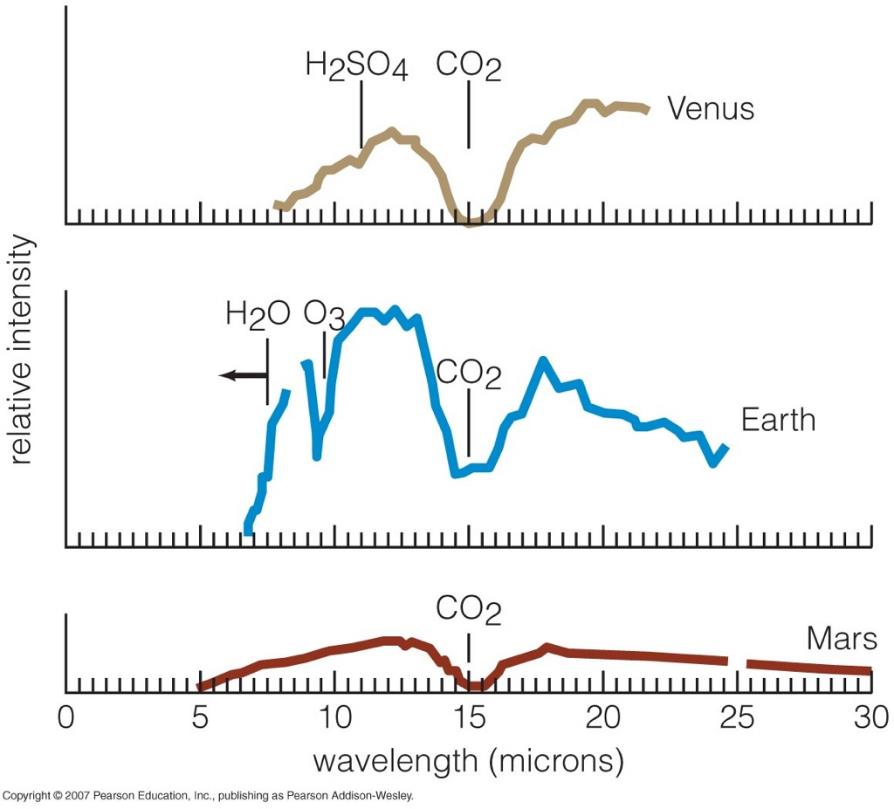 H2SO4 CO2
Venus
relative intensity
H2O O3
CO2
Earth
CO2
Mars
0 5 10 15 20 25 30
wavelength (microns)
Copyright © 2007 Pearson Education, Inc., publishing as Pearson Addison-Wesley.